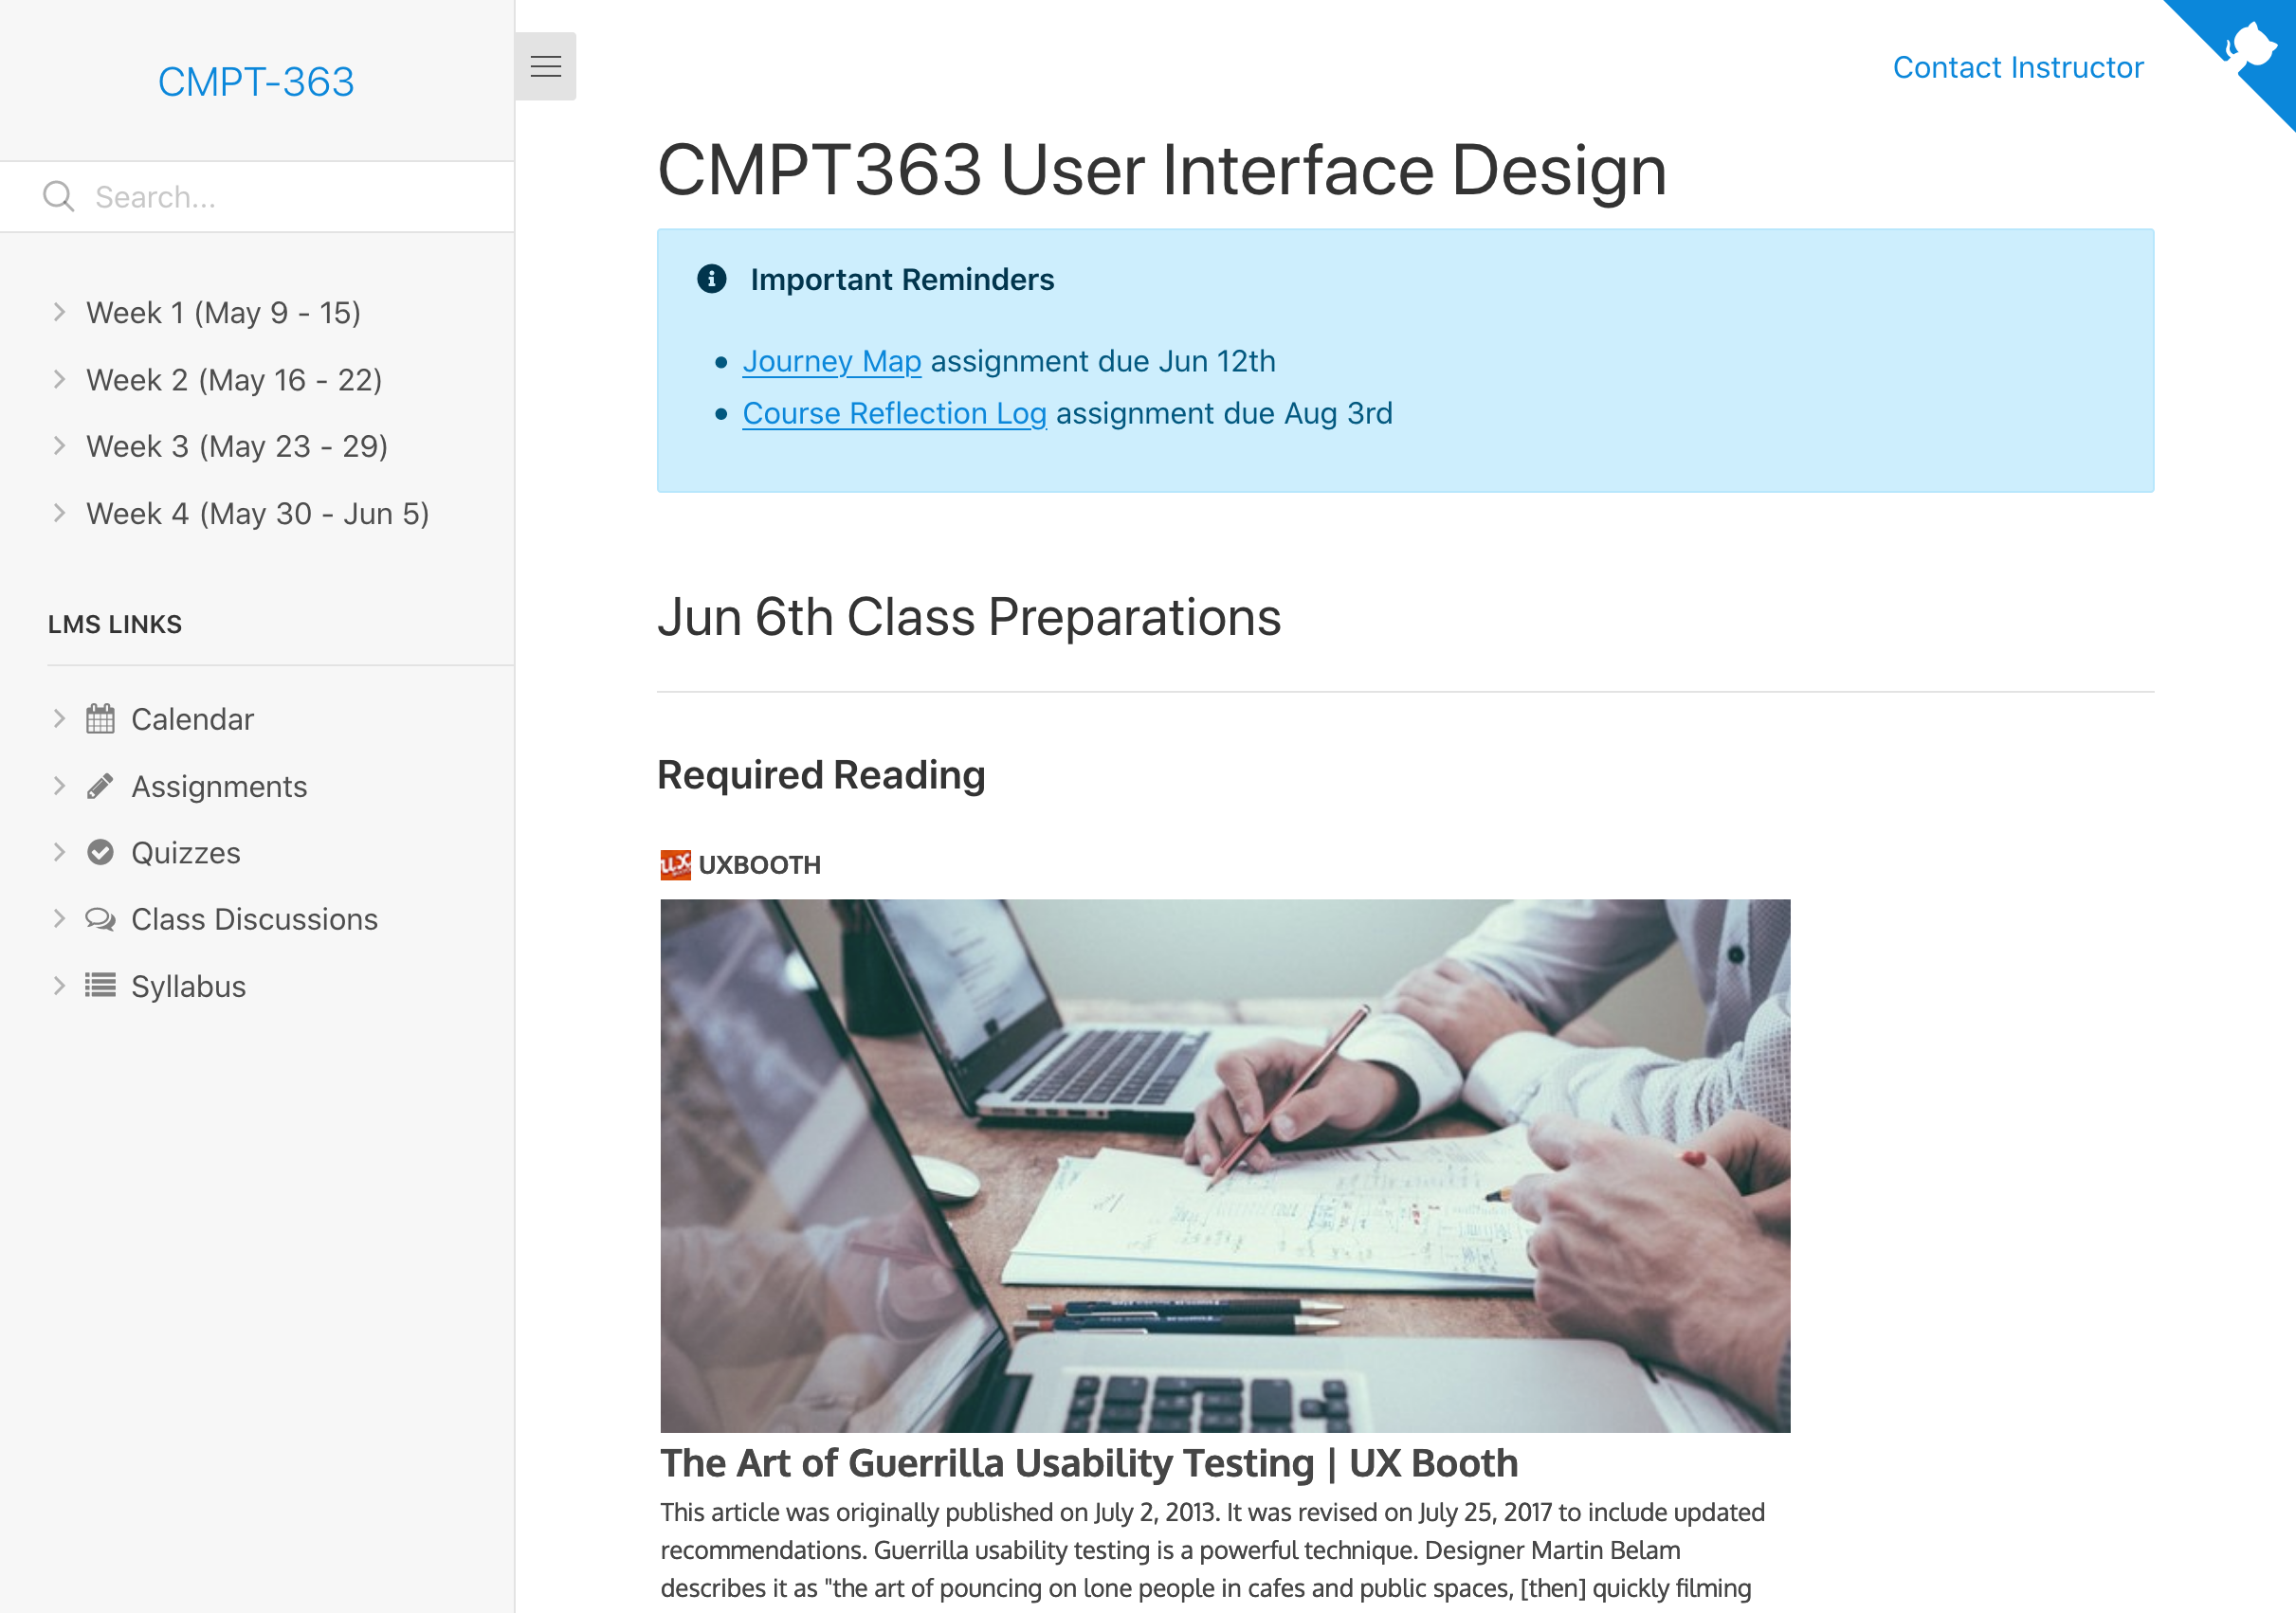 CMPT-363
Search...
Week 1 (May 9 - 15)
Week 2 (May 16 - 22)
Week 3 (May 23 - 29)
Week 4 (May 30 - Jun 5)
LMS LINKS
Calendar
Assignments
Quizzes
Class Discussions
Syllabus
Contact Instructor
CMPT363 User Interface Design
Important Reminders
Journey Map assignment due Jun 12th
Course Reflection Log assignment due Aug 3rd
Jun 6th Class Preparations
Required Reading
ux
UXBOOTH
The Art of Guerrilla Usability Testing | UX Booth
This article was originally published on July 2, 2013. It was revised on July 25, 2017 to include updated
recommendations. Guerrilla usability testing is a powerful technique. Designer Martin Belam
describes it as "the art of pouncing on lone people in cafes and public spaces, [then] quickly filming